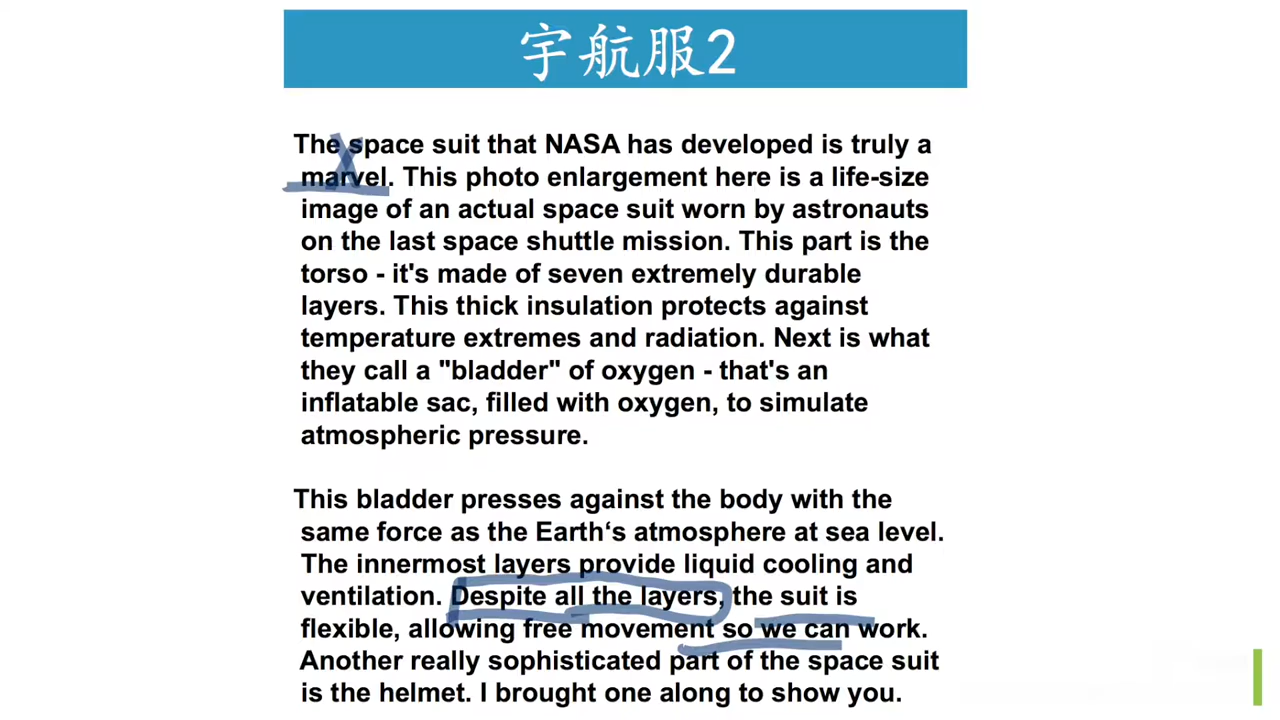 宇航服2
The space suit that NASA has developed is truly a
marvel. This photo enlargement here is a life-size
image of an actual space suit worn by astronauts
on the last space shuttle mission. This part is the
torso - it's made of seven extremely durable
layers. This thick insulation protects against
temperature extremes and radiation. Next is what
they call a "bladder" of oxygen - that's an
inflatable sac, filled with oxygen, to simulate
atmospheric pressure.
This bladder presses against the body with the
same force as the Earth‘s atmosphere at sea level.
The innermost layers provide liquid cooling and
ventilation. Despite all the layers, the suit is
flexible, allowing free movement so we can work.
Another really sophisticated part of the space suit
is the helmet. I brought one along to show you.